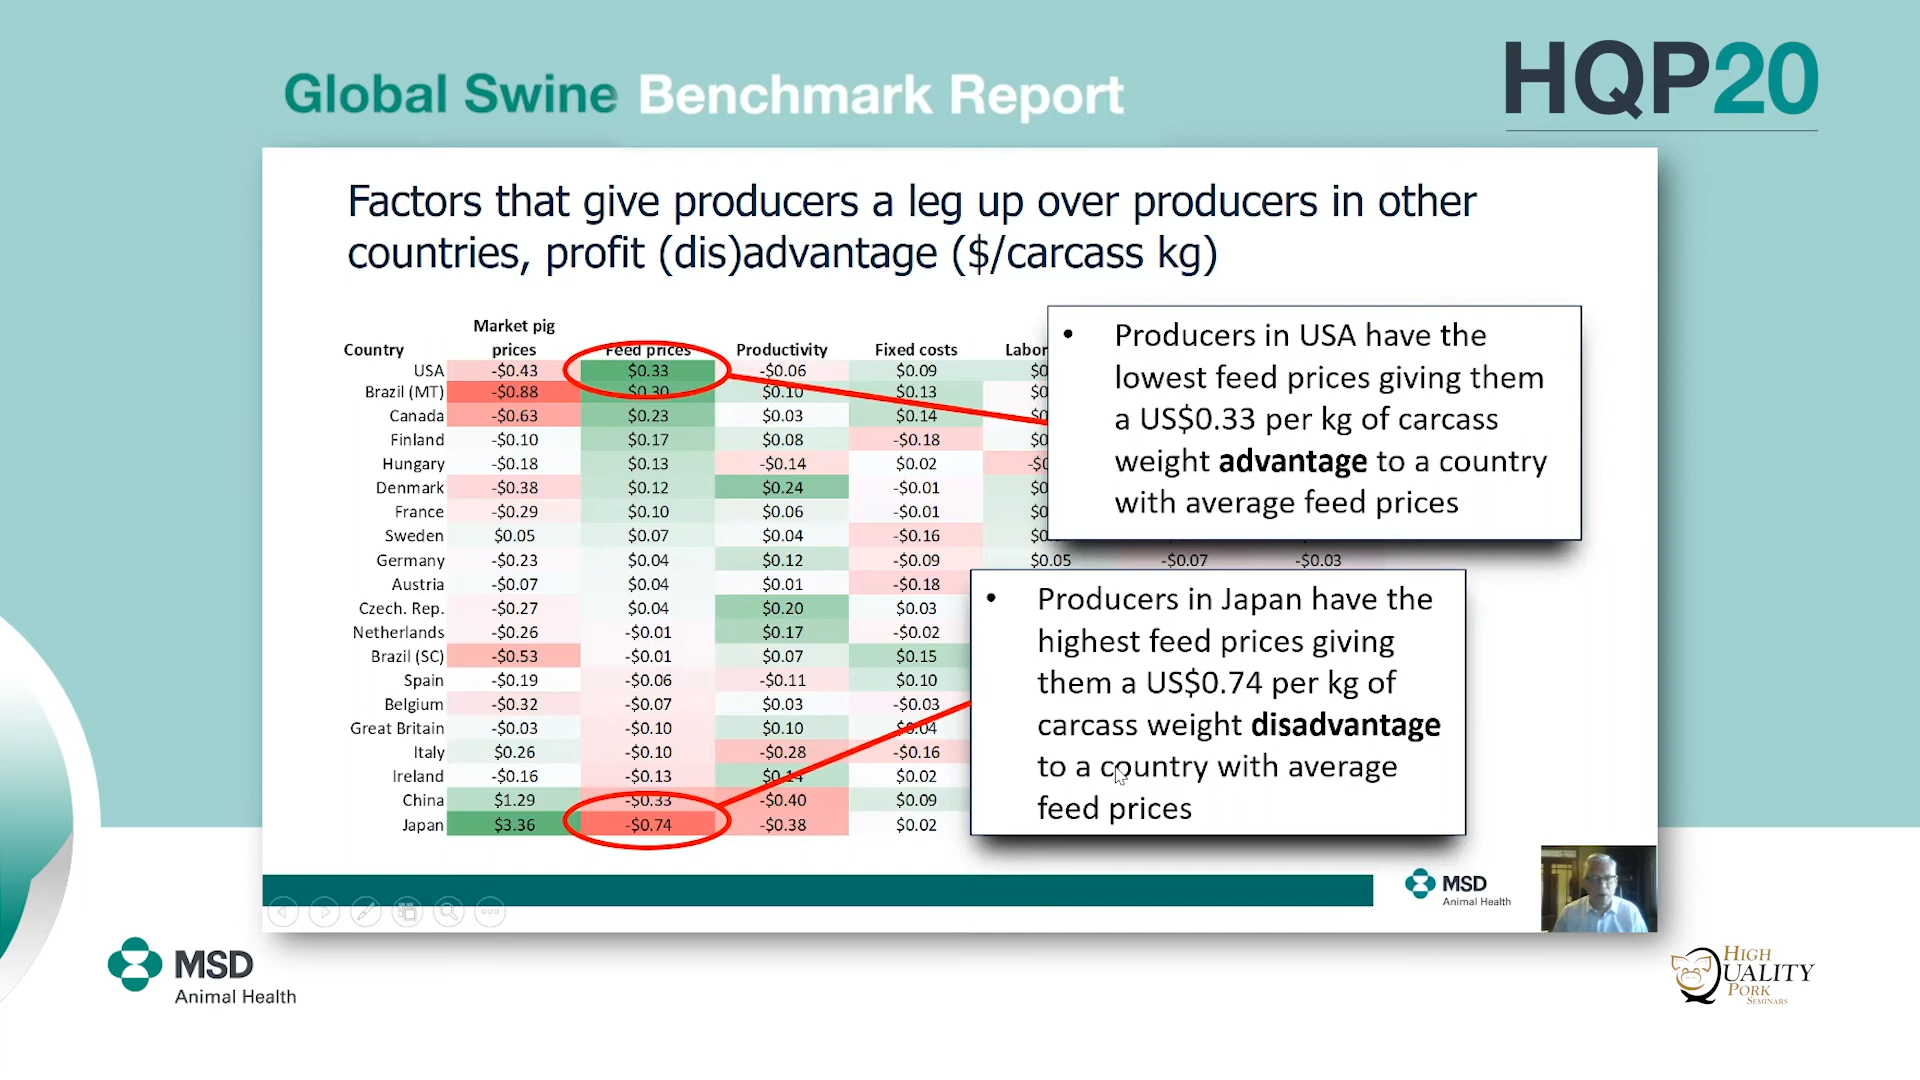 Global Swine Benchmark Report
HQP20
Factors that give producers a leg up over producers in other
countries, profit (dis)advantage ($/carcass kg)
Market pig
Country prices Feed prices Productivity Fixed costs
USA -$0.43 $0.33 -$0.06 $0.09
Brazil (MT) -$0.88 $0.30 $0.10 $0.13
Canada -$0.63 $0.23 $0.03 $0.14
Finland -$0.10 $0.17 $0.08 -$0.18
Hungary -$0.18 $0.13 -$0.14 $0.02
Denmark -$0.38 $0.12 $0.24 -$0.01
France -$0.29 $0.10 $0.06 -$0.01
Sweden $0.05 $0.07 $0.04 -$0.16
Germany -$0.23 $0.04 $0.12 -$0.09 $0.05 -$0.07 -$0.03
Austria -$0.07 $0.04 $0.01 -$0.18
Czech. Rep. -$0.27 $0.04 $0.20 $0.03
Netherlands -$0.26 -$0.01 $0.17 -$0.02
Brazil (SC) -$0.53 -$0.01 $0.07 $0.15
Spain -$0.19 -$0.06 -$0.11 $0.10
Belgium -$0.32 -$0.07 $0.03 -$0.03
Great Britain -$0.03 -$0.10 $0.10 $0.04
Italy $0.26 -$0.10 -$0.28 -$0.16
Ireland -$0.16 -$0.13 $0.14 $0.02
China $1.29 -$0.33 -$0.40 $0.09
Japan $3.36 -$0.74 -$0.38 $0.02
• Producers in USA have the
lowest feed prices giving them
a US$0.33 per kg of carcass
weight advantage to a country
with average feed prices
• Producers in Japan have the
highest feed prices giving
them a US$0.74 per kg of
carcass weight disadvantage
to a country with average
feed prices
MSD
Animal Health
MSD
Animal Health
HIGH
QUALITY
PORK
SEMINARS